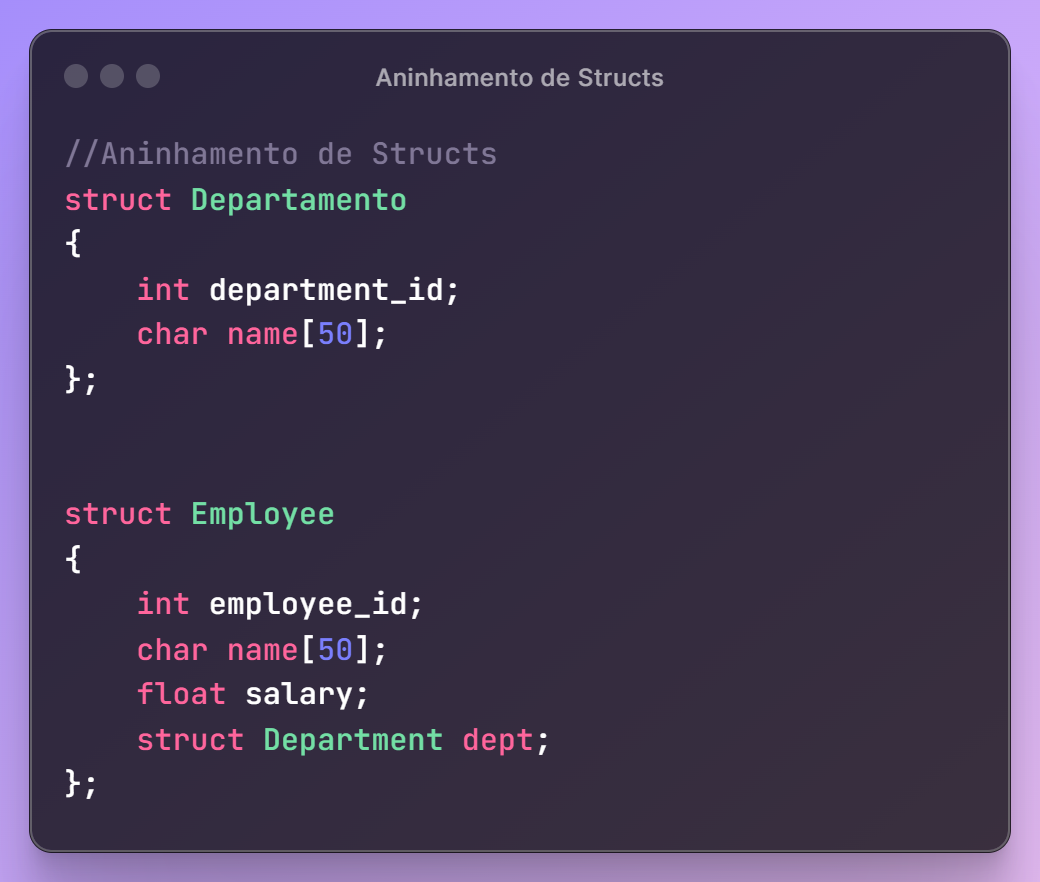 Aninhamento de Structs
//Aninhamento de Structs
struct Departamento
{
    int department_id;
    char name[50];
};
struct Employee
{
    int employee_id;
    char name[50];
    float salary;
    struct Department dept;
};